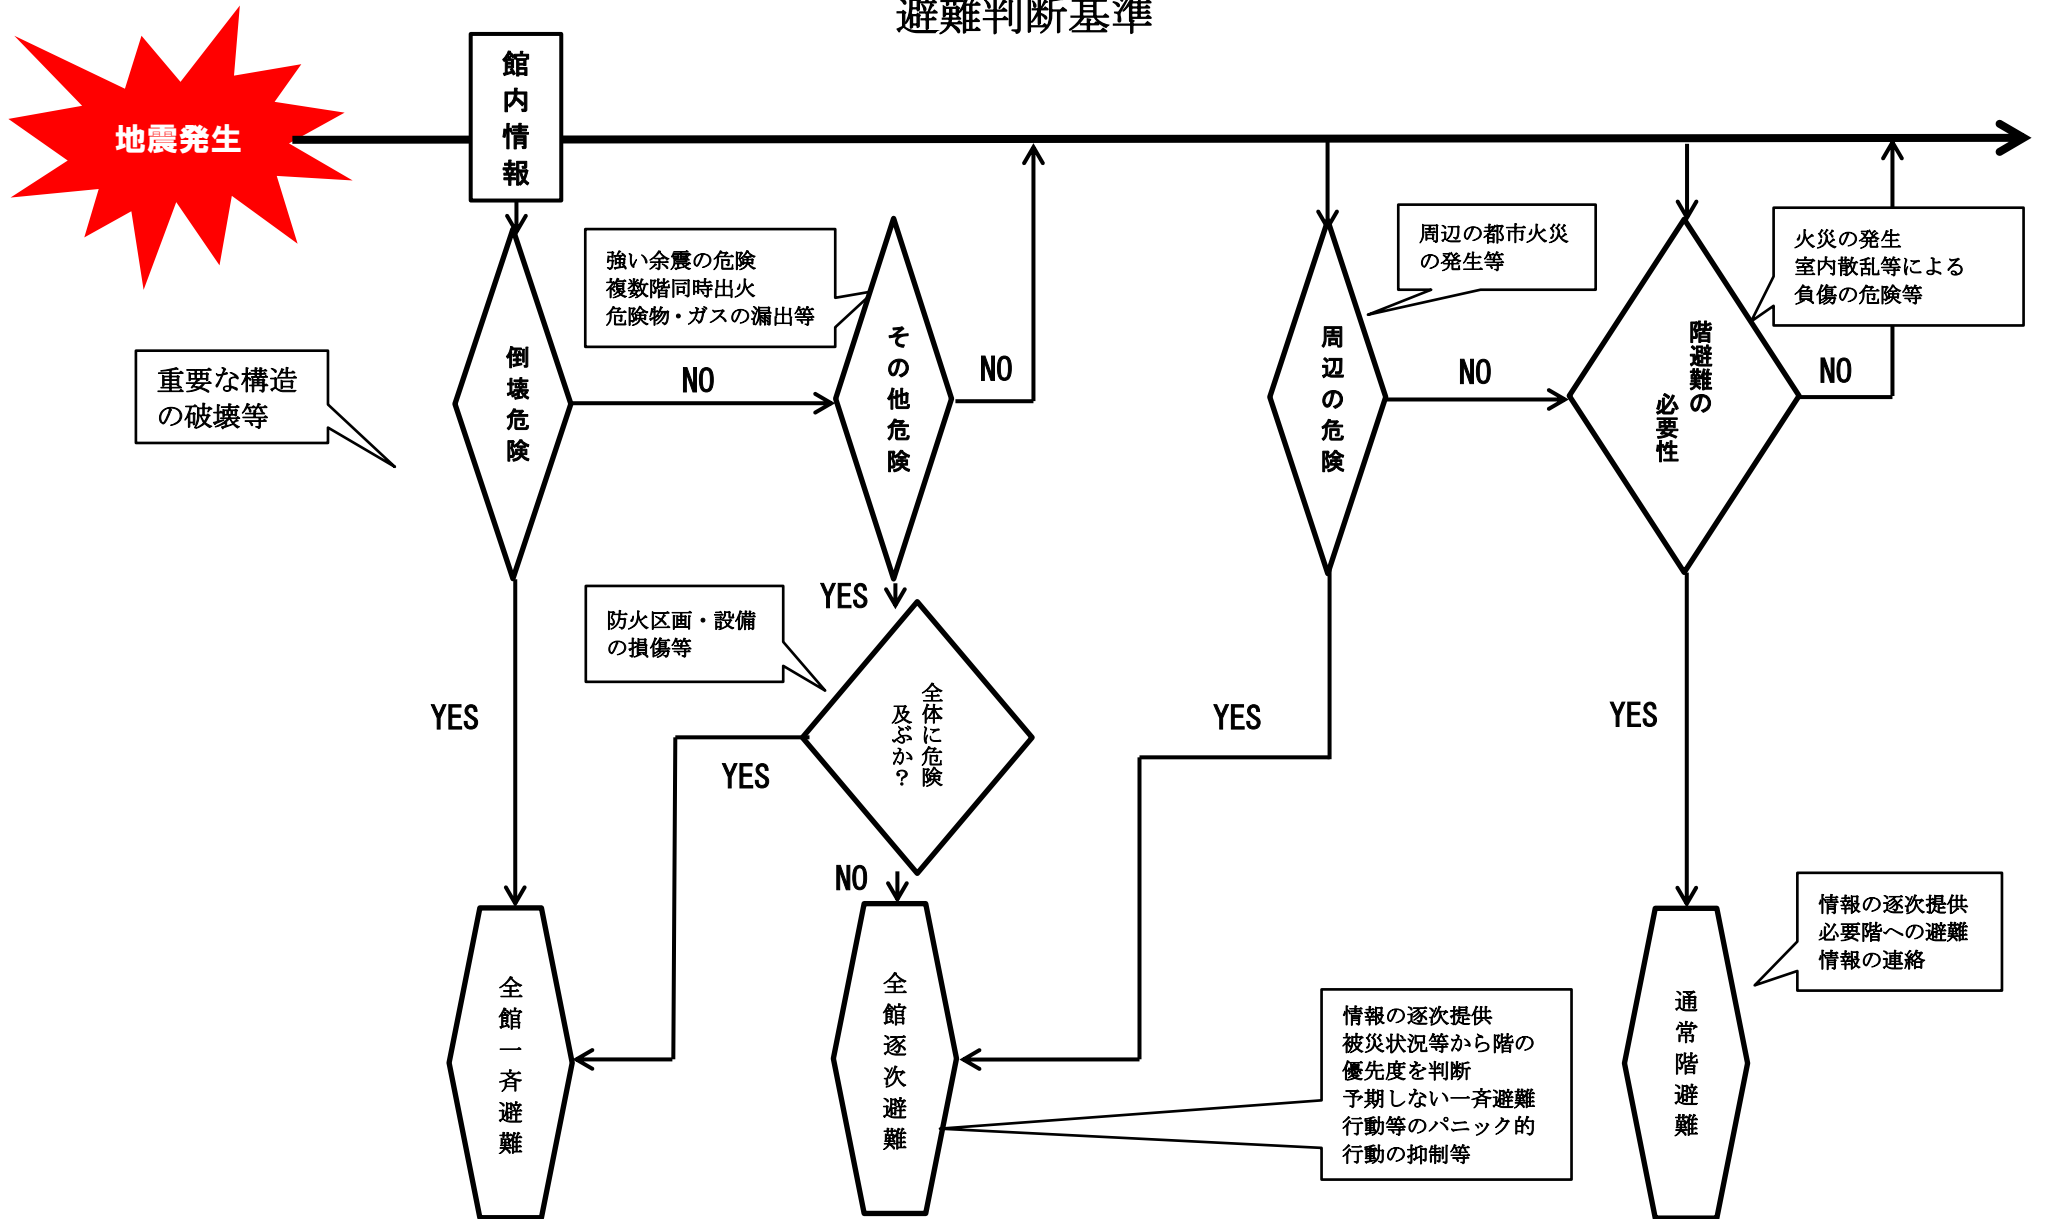 避難判断基準
地震発生
館内情報
強い余震の危険
複数階同時出火
危険物・ガスの漏出等
周辺の都市火災
の発生等
火災の発生
室内散乱等による
負傷の危険等
重要な構造
の破壊等
倒壊危険
NO
その他危険
NO
周辺の危険
NO
階避難の
必要性
NO
YES
防火区画・設備
の損傷等
全体に危険
及ぶか？
YES
YES
YES
YES
NO
情報の逐次提供
必要階への避難
情報の連絡
全館一斉避難
全館逐次避難
情報の逐次提供
被災状況等から階の
優先度を判断
予期しない一斉避難
行動等のパニック的
行動の抑制等
通常階避難